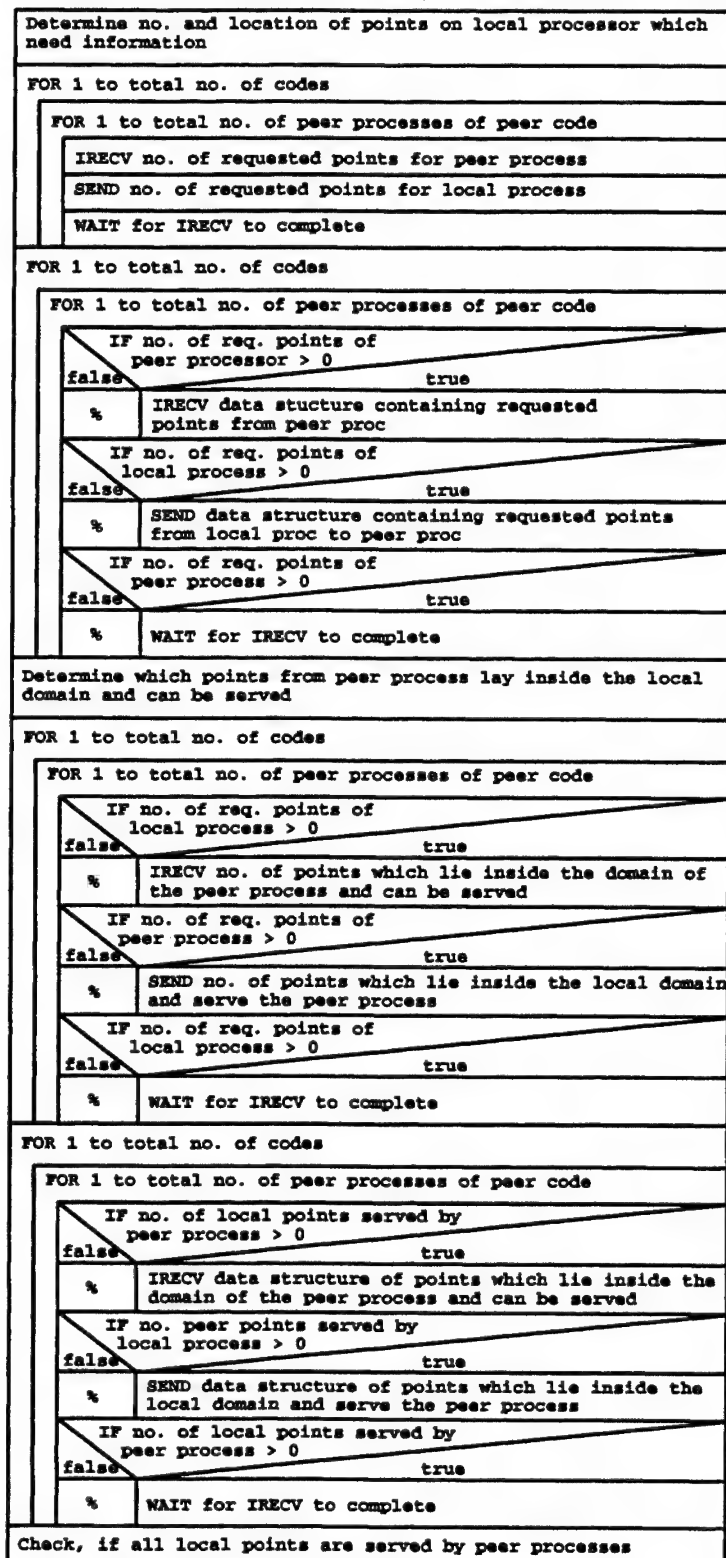 Determine no. and location of points on local processor which
need information
FOR 1 to total no. of codes
FOR 1 to total no. of peer processes of peer code
IRECV no. of requested points for peer process
SEND no. of requested points for local process
WAIT for IRECV to complete
FOR 1 to total no. of codes
FOR 1 to total no. of peer processes of peer code
IF no. of req. points of
peer processor > 0
false true
% IRECV data stucture containing requested
points from peer proc
IF no. of req. points of
local process > 0
false true
% SEND data structure containing requested points
from local proc to peer proc
IF no. of req. points of
peer process > 0
false true
% WAIT for IRECV to complete
Determine which points from peer process lay inside the local
domain and can be served
FOR 1 to total no. of codes
FOR 1 to total no. of peer processes of peer code
IF no. of req. points of
local process > 0
false true
% IRECV no. of points which lie inside the domain of
the peer process and can be served
IF no. of req. points of
peer process > 0
false true
% SEND no. of points which lie inside the local domain
and serve the peer process
IF no. of req. points of
local process > 0
false true
% WAIT for IRECV to complete
FOR 1 to total no. of codes
FOR 1 to total no. of peer processes of peer code
IF no. of local points served by
peer process > 0
false true
% IRECV data structure of points which lie inside the
domain of the peer process and can be served
IF no. peer points served by
local process > 0
false true
% SEND data structure of points which lie inside the
local domain and serve the peer process
IF no. of local points served by
peer process > 0
false true
% WAIT for IRECV to complete
Check, if all local points are served by peer processes